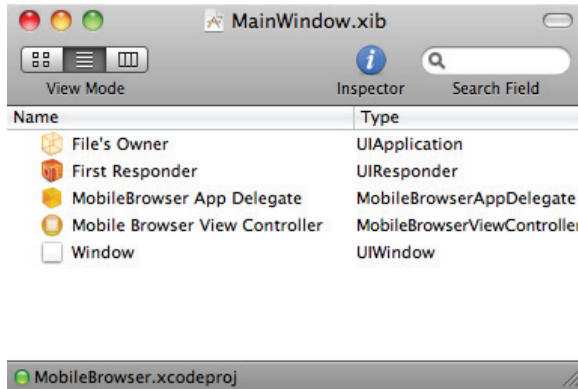 MainWindow.xib
View Mode Inspector Search Field
Name Type
File's Owner UIApplication
First Responder UIResponder
MobileBrowser App Delegate MobileBrowserAppDelegate
Mobile Browser View Controller MobileBrowserViewController
Window UIWindow
MobileBrowser.xcodeproj